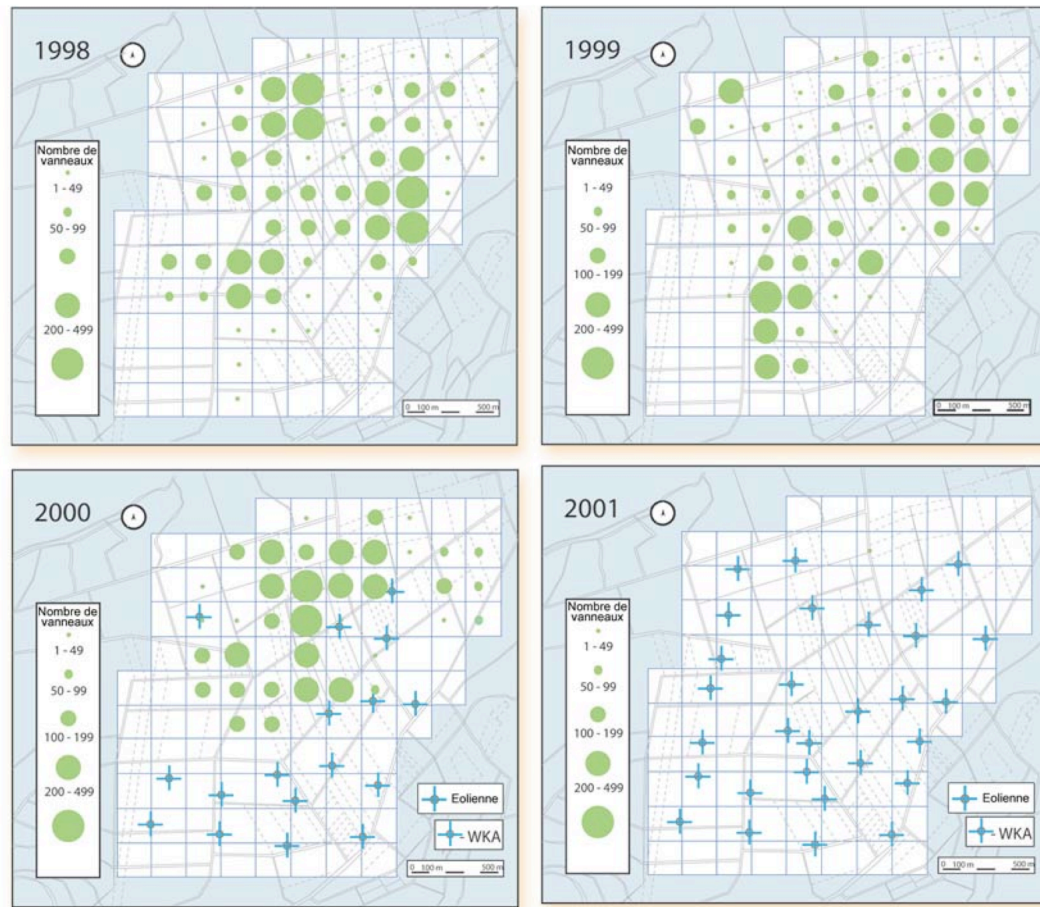 1998
Nombre de
vanneaux
1 - 49
50 - 99
200 - 499
0 100 m 500 m
1999
Nombre de
vanneaux
1 - 49
50 - 99
100 - 199
200 - 499
0 100 m 500 m
2000
Nombre de
vanneaux
1 - 49
50 - 99
100 - 199
200 - 499
Eolienne
WKA
0 100 m 500 m
2001
Nombre de
vanneaux
1 - 49
50 - 99
100 - 199
200 - 499
Eolienne
WKA
0 100 m 500 m